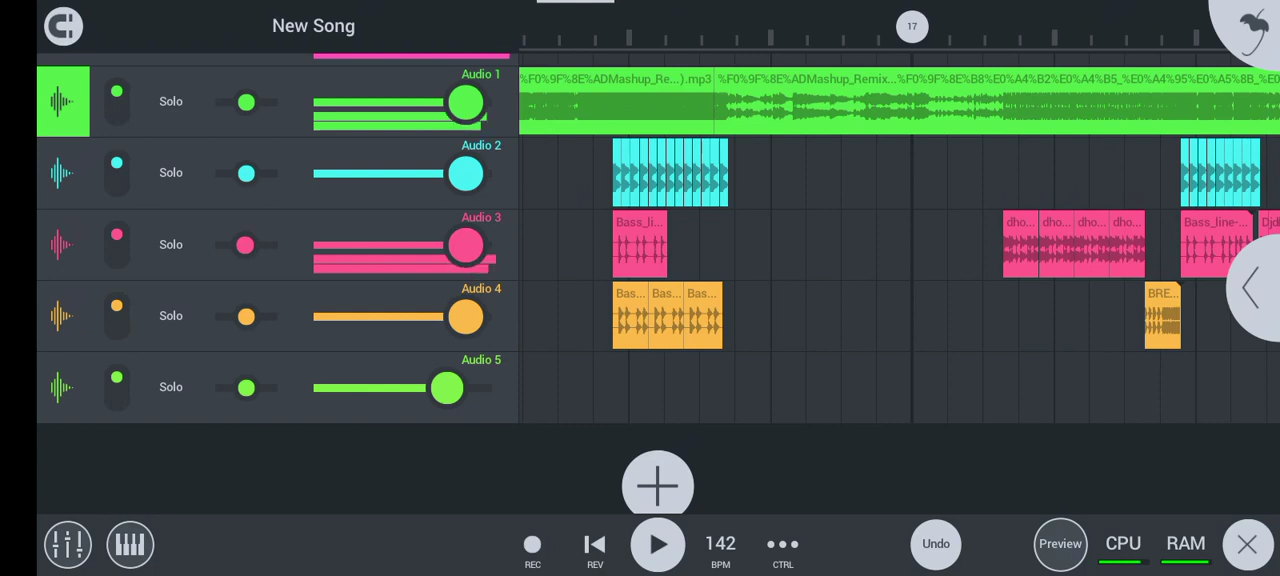 New Song
17
Audio 1
Solo
%F0%9F%8E%ADMashup_Re...).mp3
%F0%9F%8E%ADMashup_Remix...%F0%9F%8E%B8%E0%A4%B2%E0%A4%B5_%E0%A4%95%E0%A5%8B_%E0
Audio 2
Solo
Audio 3
Solo
Bass_li...
dho...
dho...
dho...
dho...
Bass_line-...
Djdl
Audio 4
Solo
Bas...
Bas...
Bas...
BRE...
Audio 5
Solo
REC
REV
142
BPM
CTRL
Undo
Preview
CPU
RAM